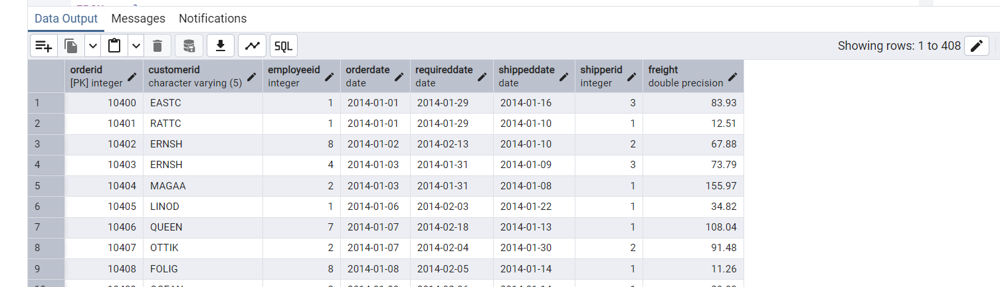 Data Output Messages Notifications
SQL Showing rows: 1 to 408
orderid customerid employeeid orderdate requireddate shippeddate shipperid freight
[PK] integer character varying (5) integer date date date integer double precision
1 10400 EASTC 1 2014-01-01 2014-01-29 2014-01-16 3 83.93
2 10401 RATTC 1 2014-01-01 2014-01-29 2014-01-10 1 12.51
3 10402 ERNSH 8 2014-01-02 2014-02-13 2014-01-10 2 67.88
4 10403 ERNSH 4 2014-01-03 2014-01-31 2014-01-09 3 73.79
5 10404 MAGAA 2 2014-01-03 2014-01-31 2014-01-08 1 155.97
6 10405 LINOD 1 2014-01-06 2014-02-03 2014-01-22 1 34.82
7 10406 QUEEN 7 2014-01-07 2014-02-18 2014-01-13 1 108.04
8 10407 OTTIK 2 2014-01-07 2014-02-04 2014-01-30 2 91.48
9 10408 FOLIG 8 2014-01-08 2014-02-05 2014-01-14 1 11.26